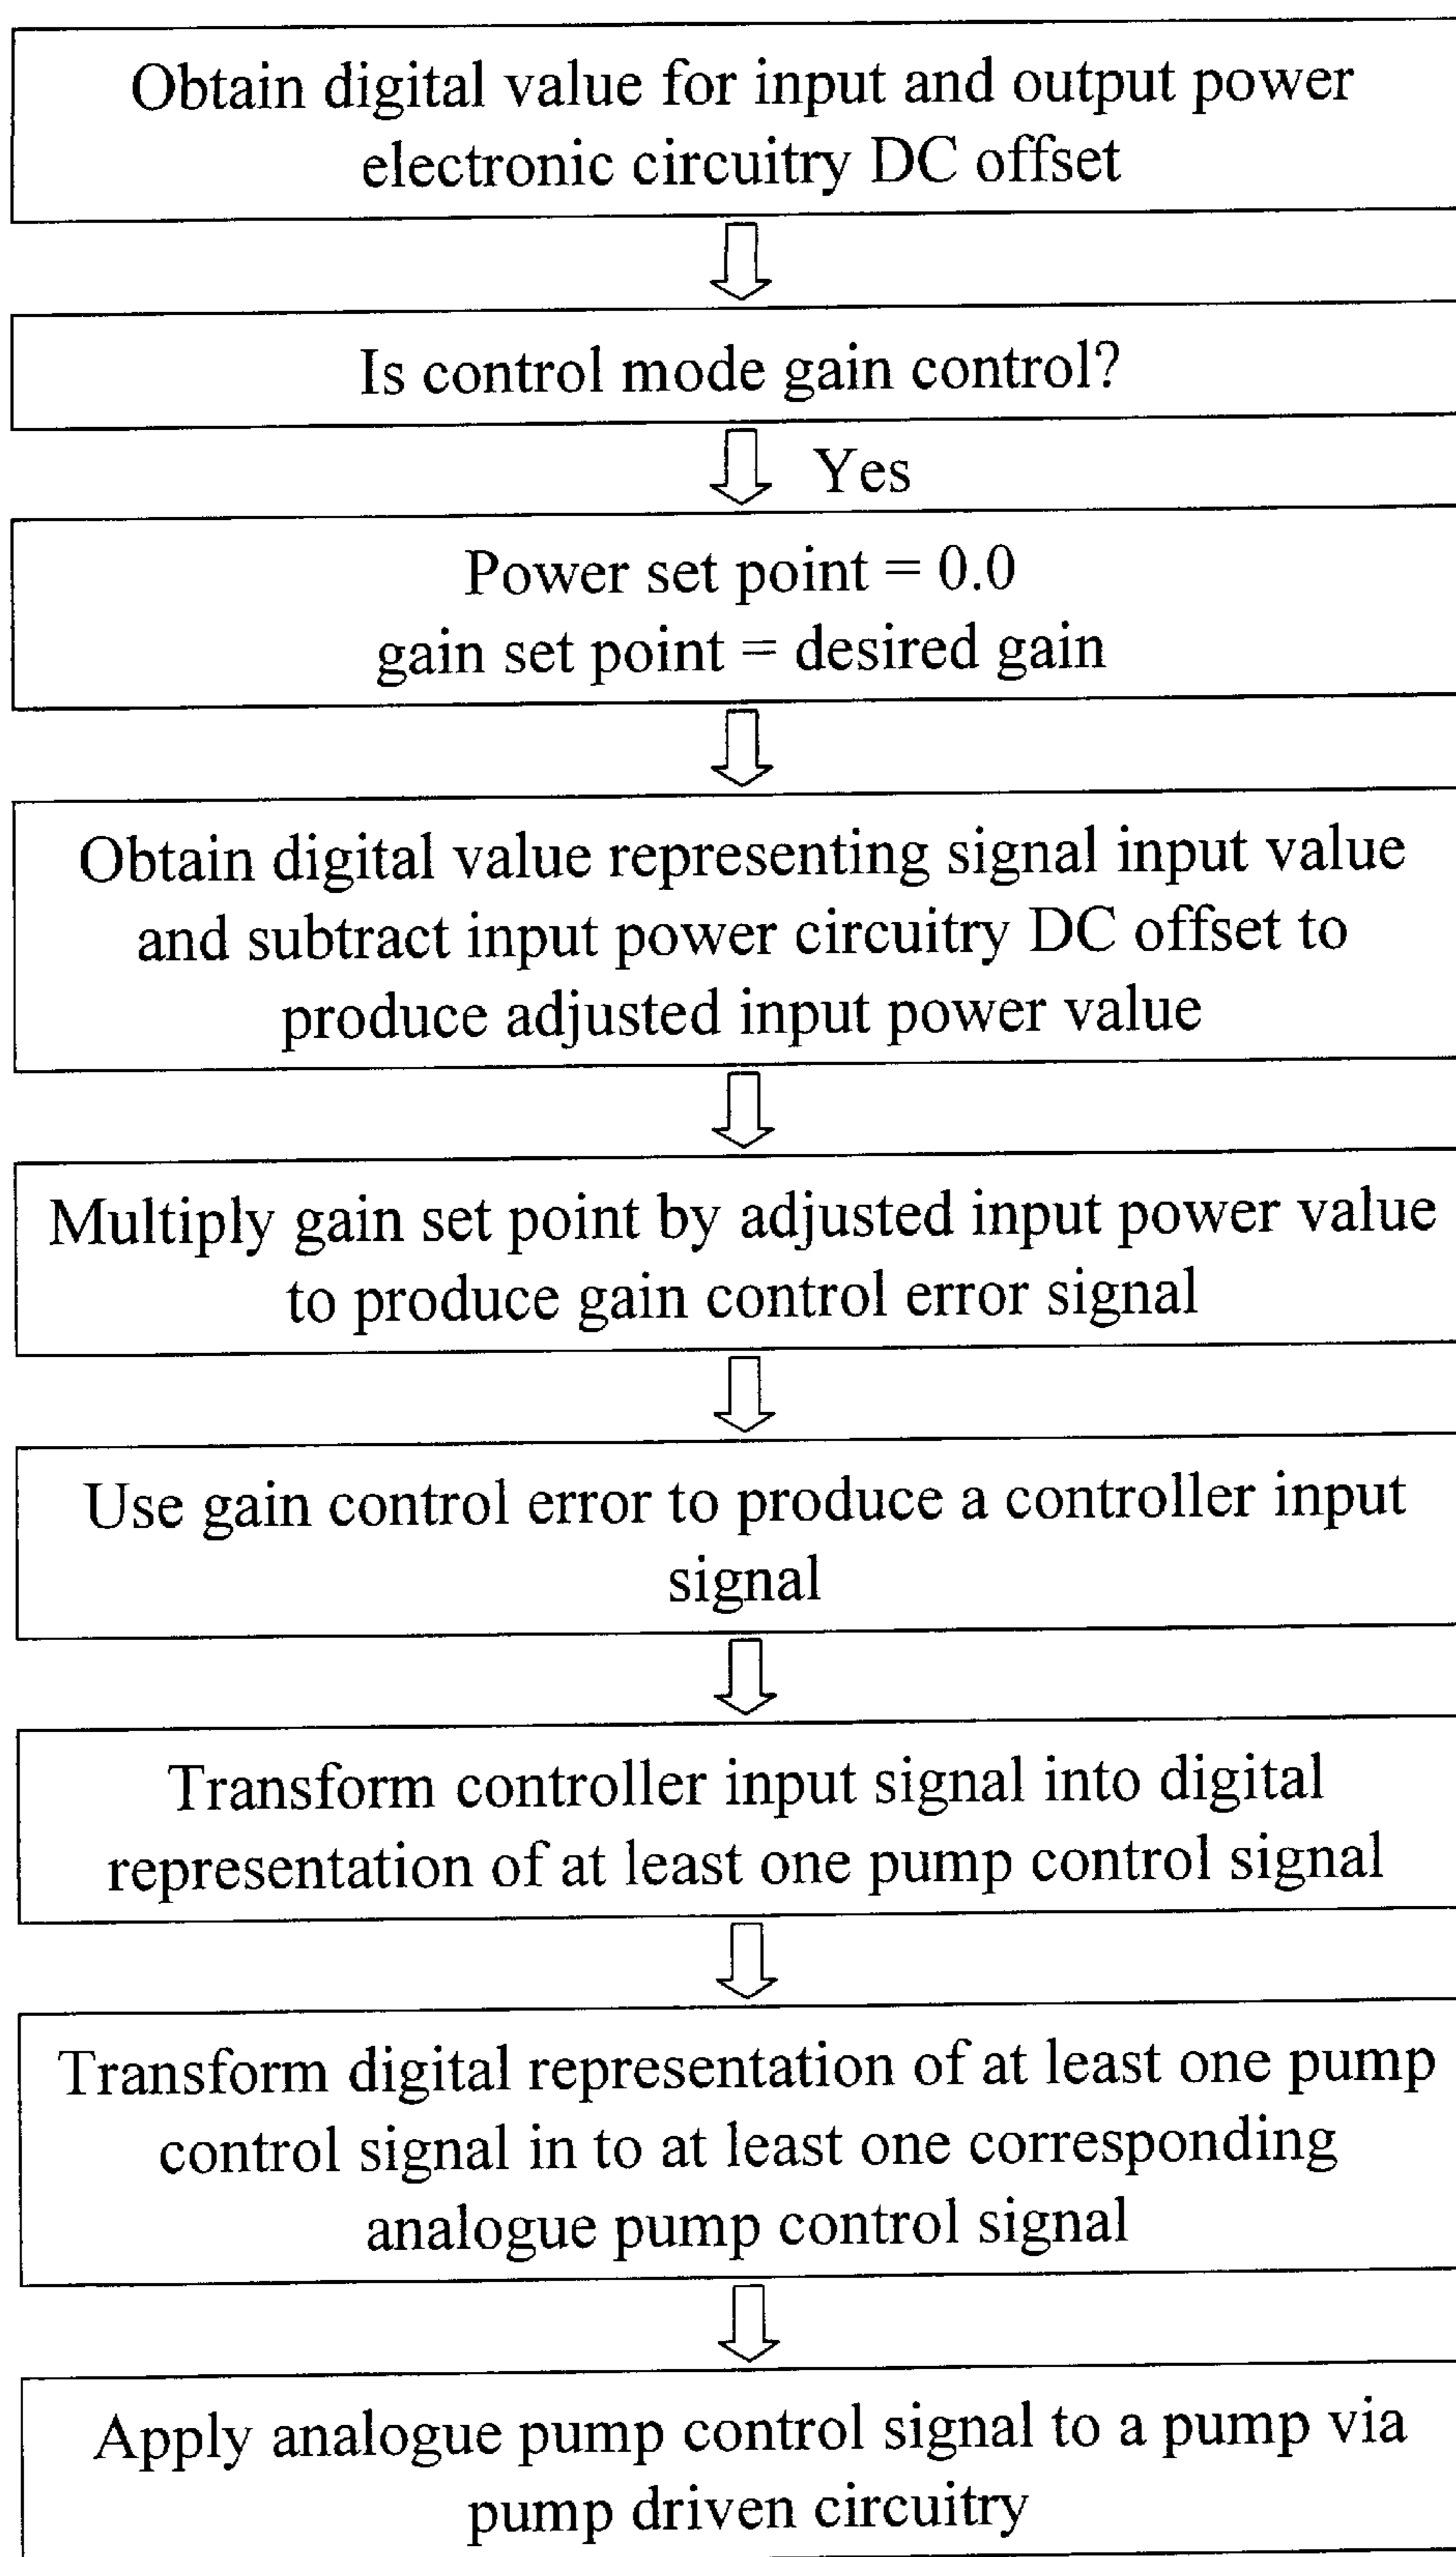 Obtain digital value for input and output power
electronic circuitry DC offset
Is control mode gain control?
Yes
Power set point = 0.0
gain set point = desired gain
Obtain digital value representing signal input value
and subtract input power circuitry DC offset to
produce adjusted input power value
Multiply gain set point by adjusted input power value
to produce gain control error signal
Use gain control error to produce a controller input
signal
Transform controller input signal into digital
representation of at least one pump control signal
Transform digital representation of at least one pump
control signal in to at least one corresponding
analogue pump control signal
Apply analogue pump control signal to a pump via
pump driven circuitry